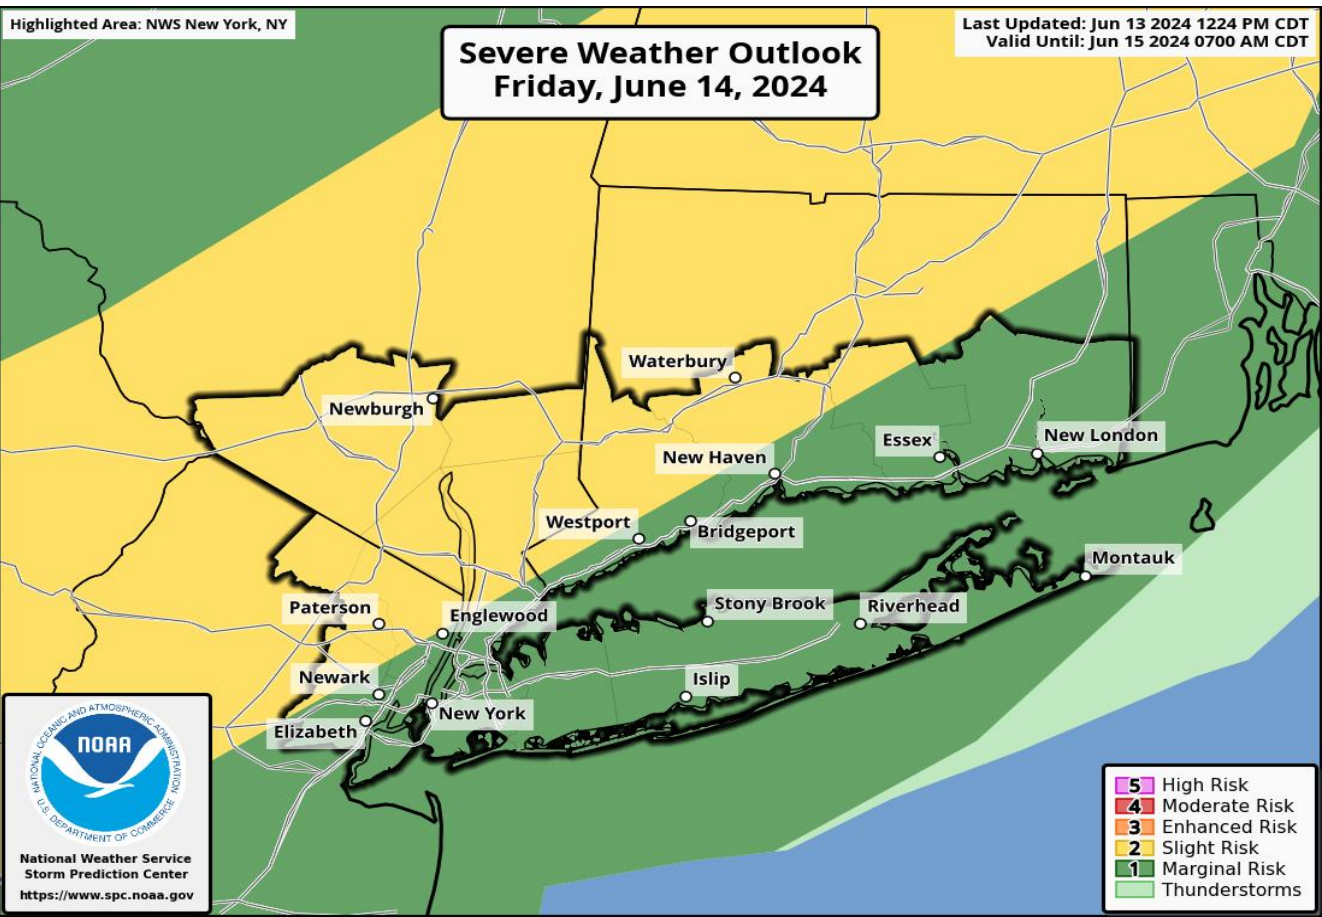 Highlighted Area: NWS New York, NY
Severe Weather Outlook
Friday, June 14, 2024
Last Updated: Jun 13 2024 1224 PM CDT
Valid Until: Jun 15 2024 0700 AM CDT
Waterbury
Newburgh
Essex
New London
New Haven
Westport
Bridgeport
Montauk
Paterson
Englewood
Stony Brook
Riverhead
Newark
Islip
New York
Elizabeth
NATIONAL OCEANIC AND ATMOSPHERIC ADMINISTRATION
NOAA
U.S. DEPARTMENT OF COMMERCE
National Weather Service
Storm Prediction Center
https://www.spc.noaa.gov
5 High Risk
4 Moderate Risk
3 Enhanced Risk
2 Slight Risk
1 Marginal Risk
Thunderstorms